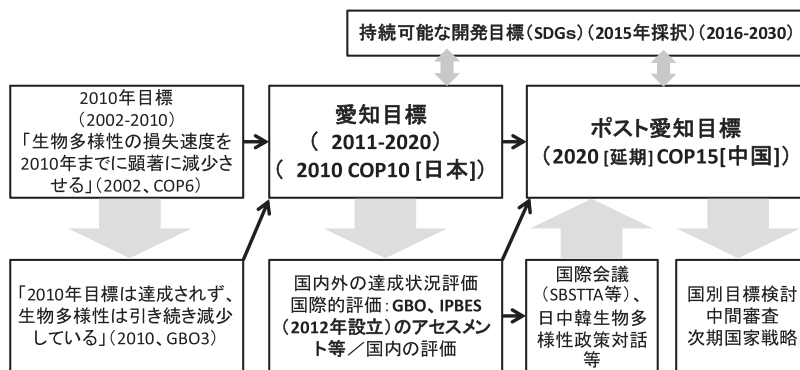 持続可能な開発目標(SDGs)(2015年採択)(2016-2030)
2010年目標
(2002-2010)
「生物多様性の損失速度を
2010年までに顕著に減少さ
せる」(2002、COP6)
愛知目標
( 2011-2020)
( 2010 COP10 [日本])
ポスト愛知目標
(2020 [延期] COP15[中国])
「2010年目標は達成されず、
生物多様性は引き続き減少
している」(2010、GBO3)
国内外の達成状況評価
国際的評価:GBO、IPBES
(2012年設立)のアセスメン
ト等/国内の評価
国際会議
(SBSTTA等)、
日中韓生物多
様性政策対話
等
国別目標検討
中間審査
次期国家戦略